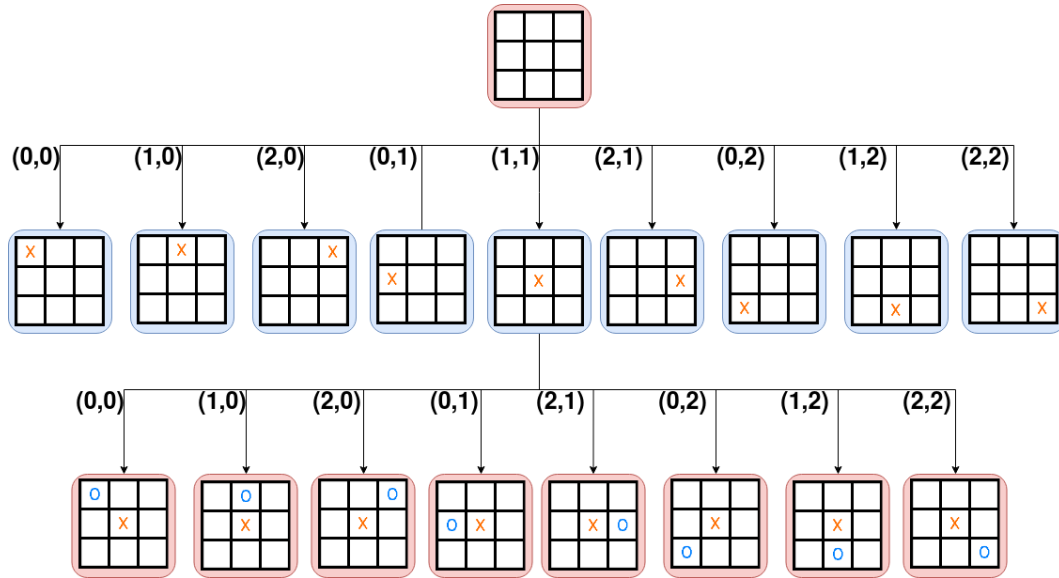 (0,0) (1,0) (2,0) (0,1) (1,1) (2,1) (0,2) (1,2) (2,2)
X X X X X X X X X
(0,0) (1,0) (2,0) (0,1) (2,1) (0,2) (1,2) (2,2)
O O O
X X X O X X O X X X
O O O